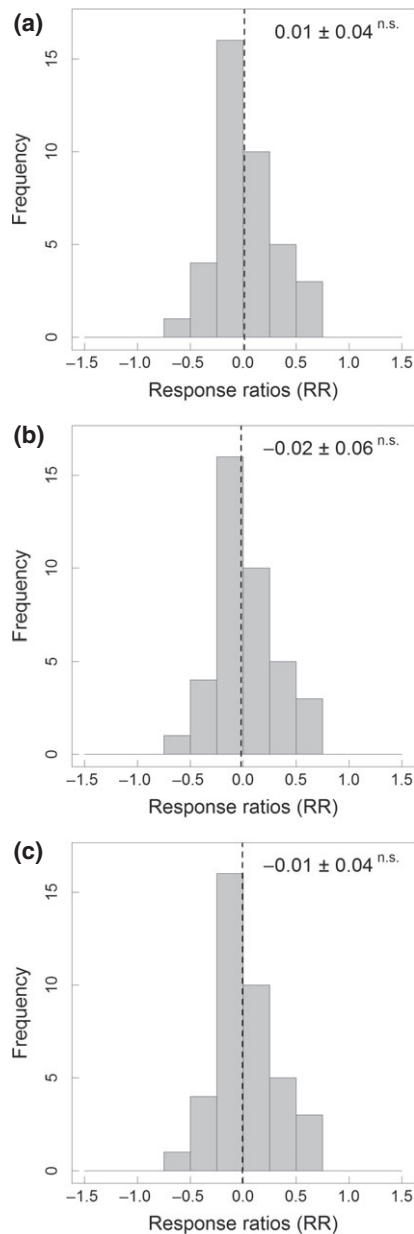 (a)
0.01 ± 0.04 n.s.
Frequency
15
10
5
0
–1.5 –1.0 –0.5 0.0 0.5 1.0 1.5
Response ratios (RR)
(b)
–0.02 ± 0.06 n.s.
Frequency
15
10
5
0
–1.5 –1.0 –0.5 0.0 0.5 1.0 1.5
Response ratios (RR)
(c)
–0.01 ± 0.04 n.s.
Frequency
15
10
5
0
–1.5 –1.0 –0.5 0.0 0.5 1.0 1.5
Response ratios (RR)